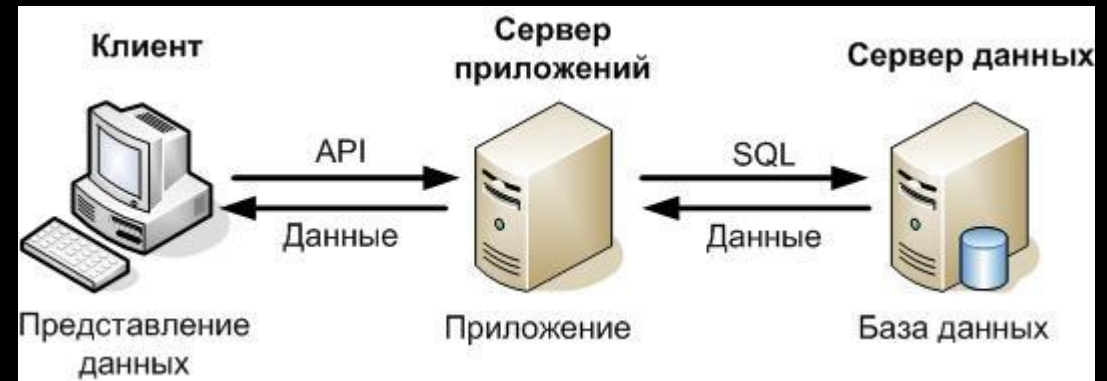 Клиент
Сервер
приложений
Сервер данных
API
Данные
SQL
Данные
Представление
данных
Приложение
База данных